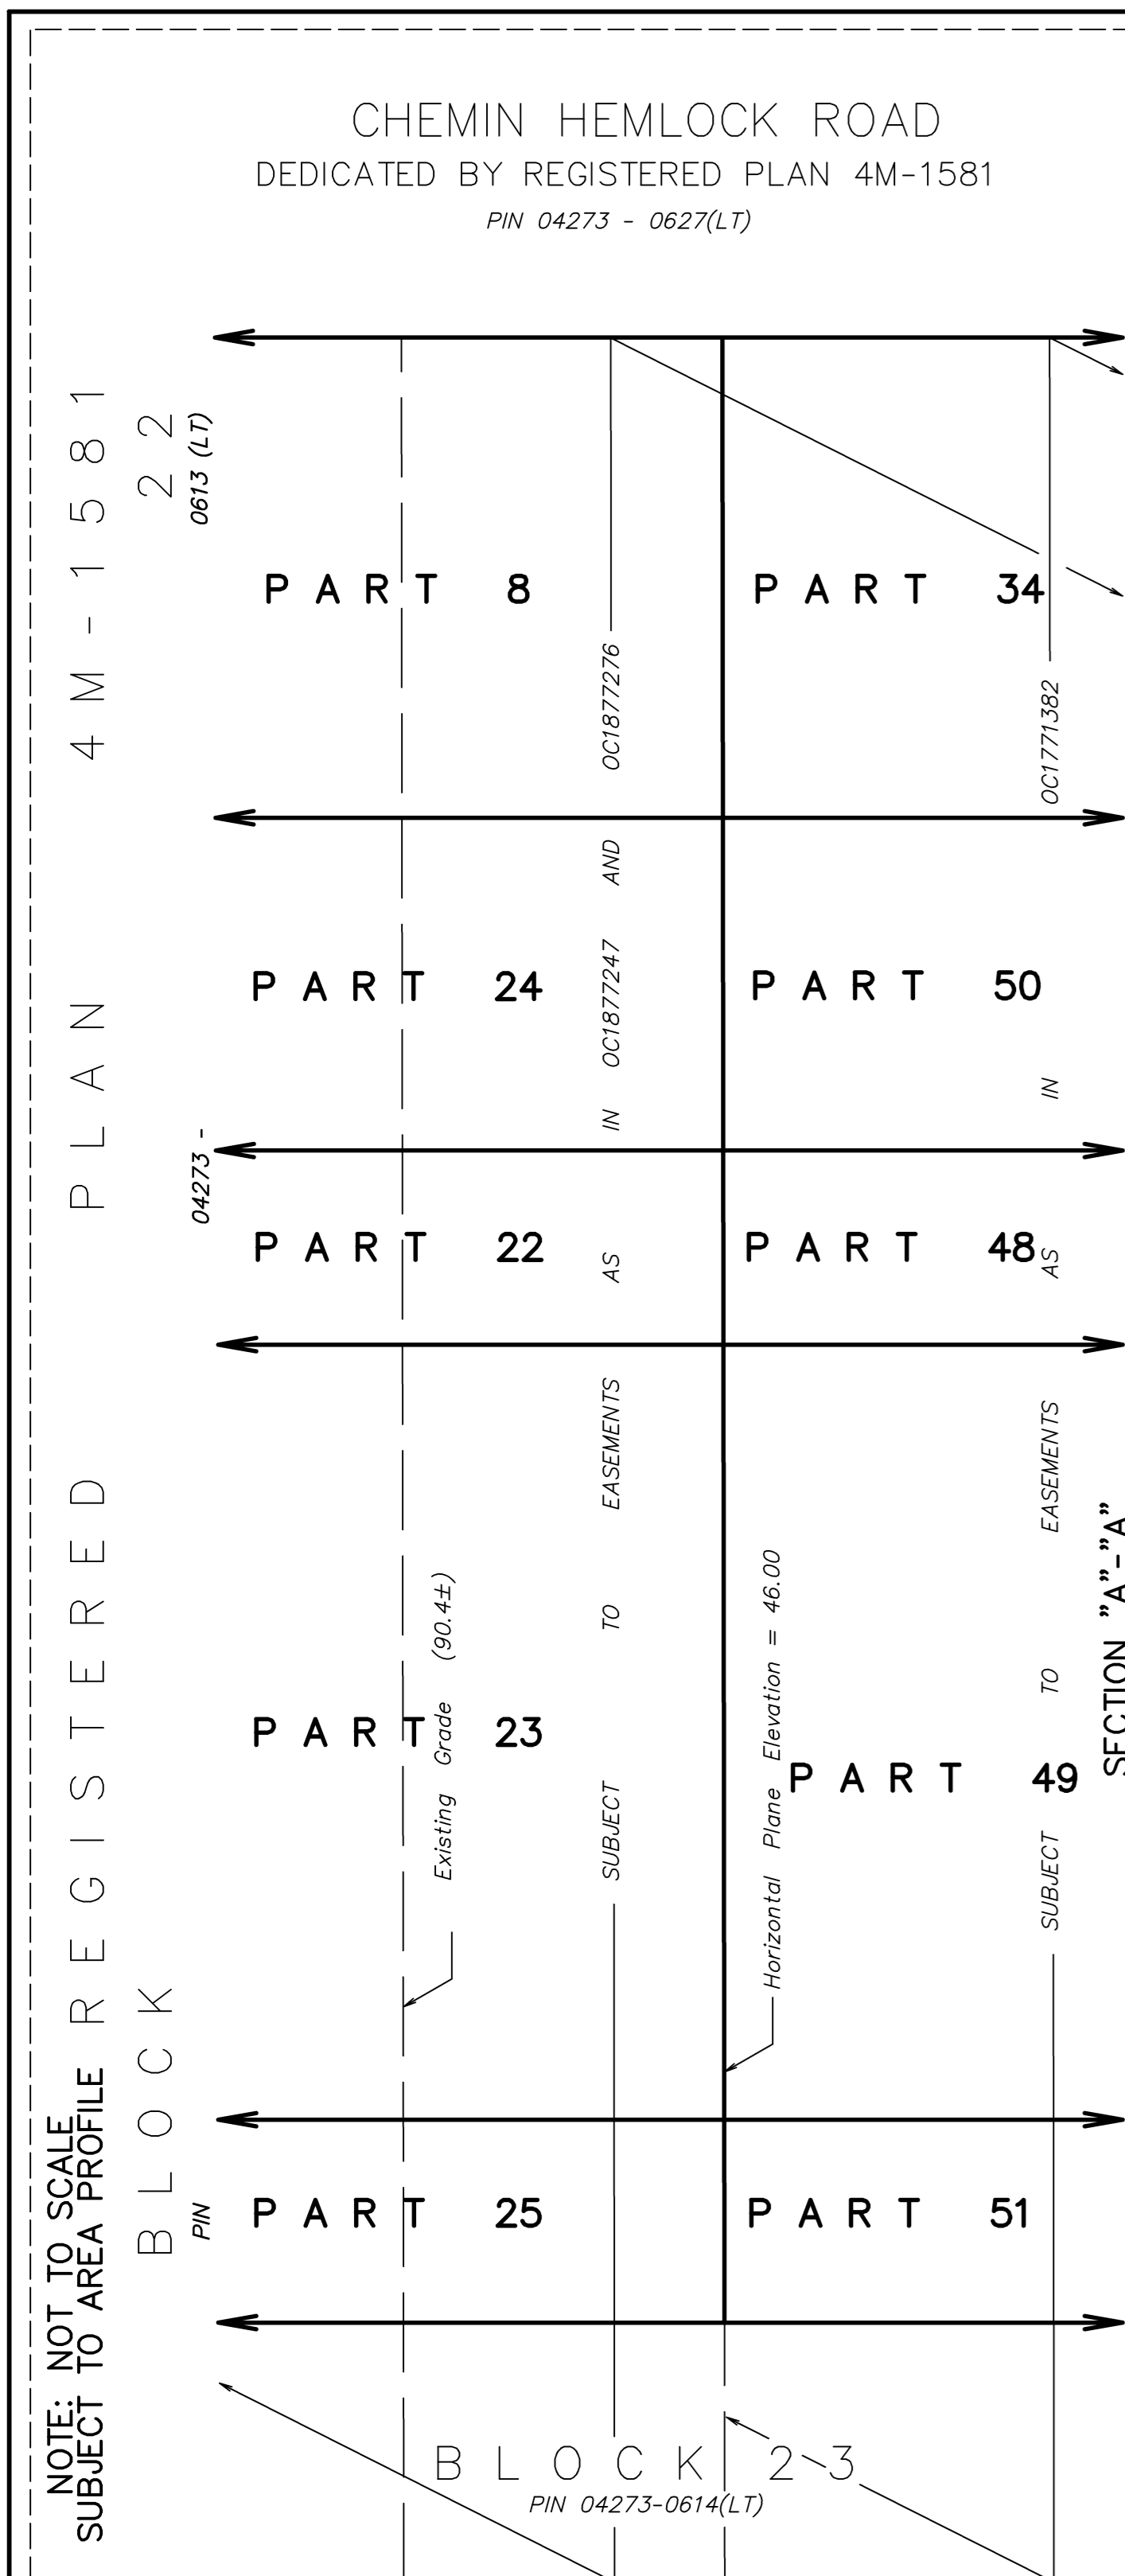 CHEMIN HEMLOCK ROAD
DEDICATED BY REGISTERED PLAN 4M-1581
PIN 04273 - 0627(LT)
REGISTERED PLAN 4M-1581
BLOCK 22
PIN 04273 - 0613 (LT)
PART 8
PART 34
PART 24
PART 50
PART 22
PART 48
PART 23
PART 49
PART 25
PART 51
SUBJECT TO EASEMENTS AS IN OC1877247 AND OC1877276
SUBJECT TO EASEMENTS AS IN OC1771382
Existing Grade (90.4±)
Horizontal Plane Elevation = 46.00
SECTION "A"-"A"
NOTE: NOT TO SCALE
SUBJECT TO AREA PROFILE
BLOCK 23
PIN 04273-0614(LT)